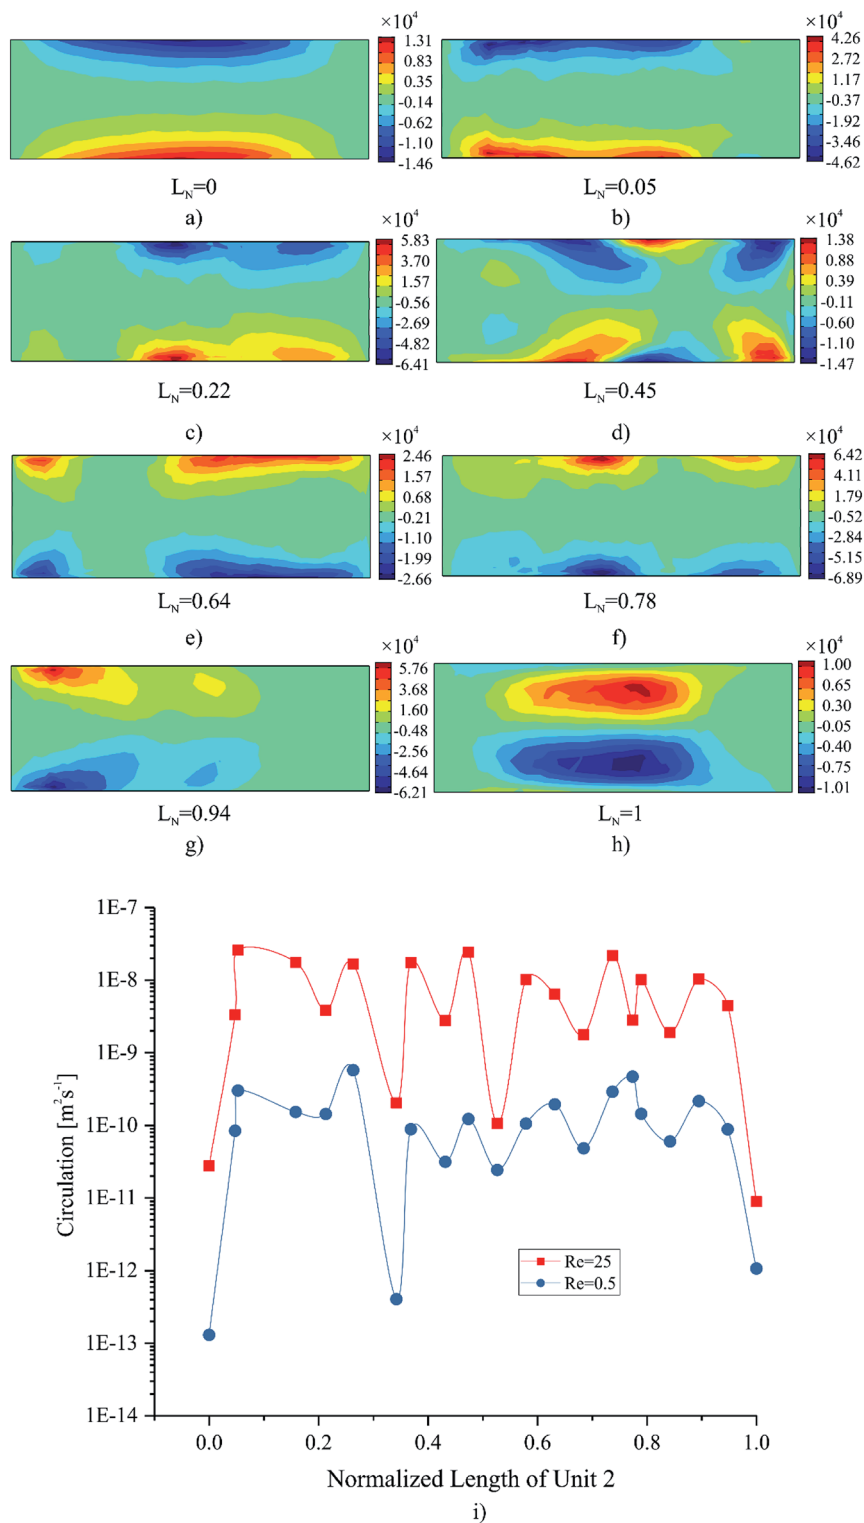 ×10⁴
1.31
0.83
0.35
-0.14
-0.62
-1.10
-1.46
L_N=0
a)
×10⁴
4.26
2.72
1.17
-0.37
-1.92
-3.46
-4.62
L_N=0.05
b)
×10⁴
5.83
3.70
1.57
-0.56
-2.69
-4.82
-6.41
L_N=0.22
c)
×10⁴
1.38
0.88
0.39
-0.11
-0.60
-1.10
-1.47
L_N=0.45
d)
×10⁴
2.46
1.57
0.68
-0.21
-1.10
-1.99
-2.66
L_N=0.64
e)
×10⁴
6.42
4.11
1.79
-0.52
-2.84
-5.15
-6.89
L_N=0.78
f)
×10⁴
5.76
3.68
1.60
-0.48
-2.56
-4.64
-6.21
L_N=0.94
g)
×10⁴
1.00
0.65
0.30
-0.05
-0.40
-0.75
-1.01
L_N=1
h)
1E-7
1E-8
1E-9
1E-10
1E-11
1E-12
1E-13
1E-14
Circulation [m²s⁻¹]
Re=25
Re=0.5
0.0 0.2 0.4 0.6 0.8 1.0
Normalized Length of Unit 2
i)